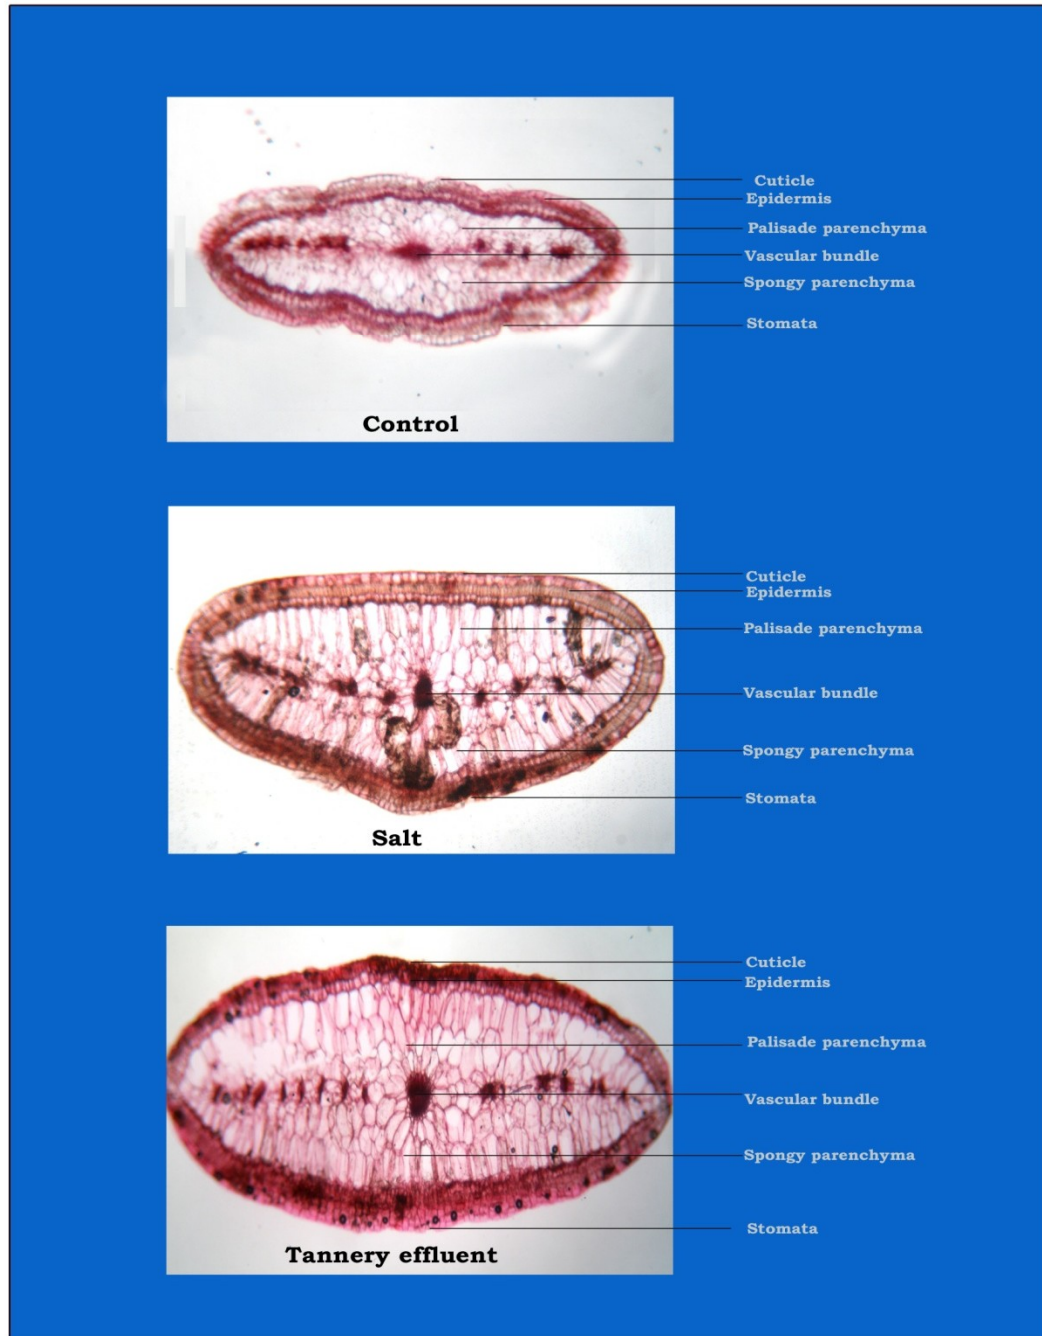 Cuticle
Epidermis
Palisade parenchyma
Vascular bundle
Spongy parenchyma
Stomata
Control
Cuticle
Epidermis
Palisade parenchyma
Vascular bundle
Spongy parenchyma
Stomata
Salt
Cuticle
Epidermis
Palisade parenchyma
Vascular bundle
Spongy parenchyma
Stomata
Tannery effluent